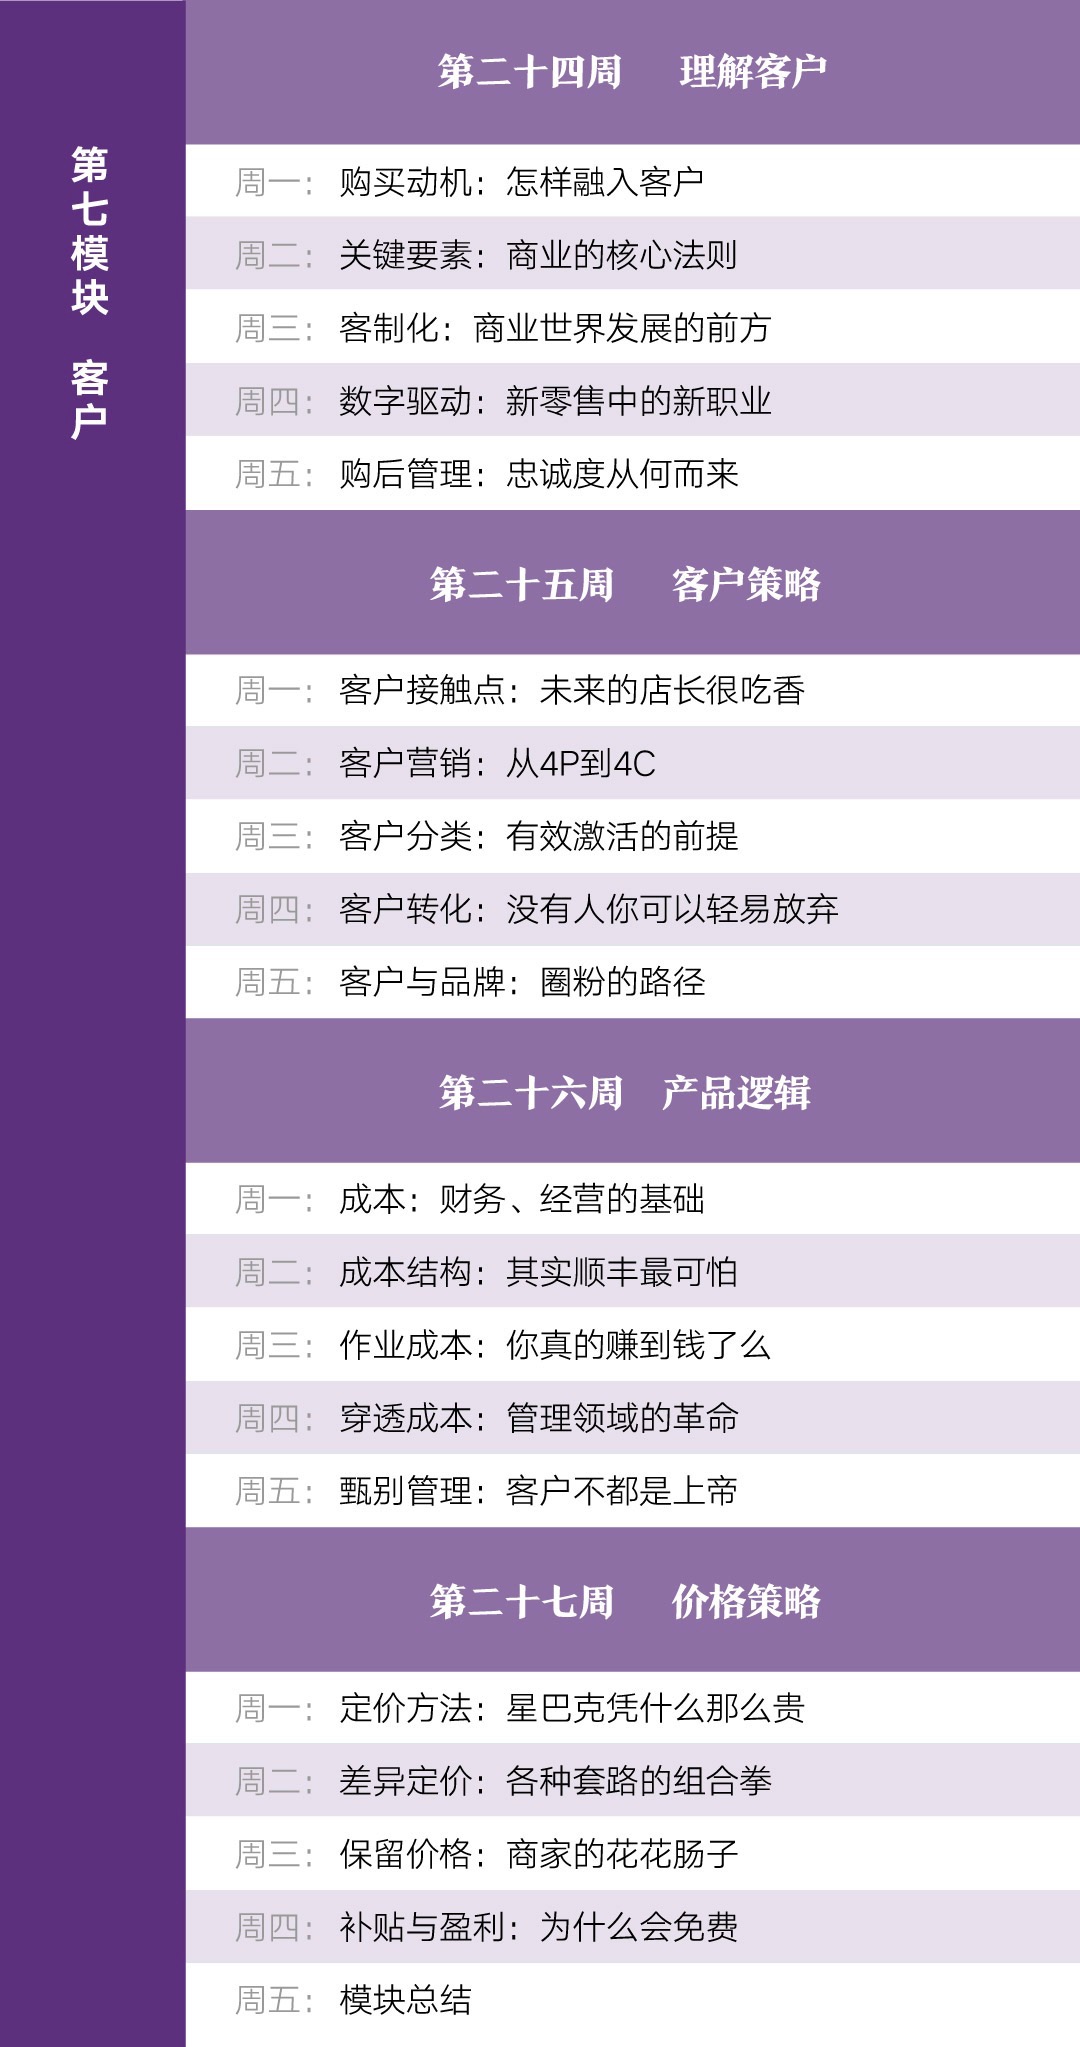 第七模块 客户
第二十四周 理解客户
周一：购买动机：怎样融入客户
周二：关键要素：商业的核心法则
周三：客制化：商业世界发展的前方
周四：数字驱动：新零售中的新职业
周五：购后管理：忠诚度从何而来
第二十五周 客户策略
周一：客户接触点：未来的店长很吃香
周二：客户营销：从4P到4C
周三：客户分类：有效激活的前提
周四：客户转化：没有人你可以轻易放弃
周五：客户与品牌：圈粉的路径
第二十六周 产品逻辑
周一：成本：财务、经营的基础
周二：成本结构：其实顺丰最可怕
周三：作业成本：你真的赚到钱了么
周四：穿透成本：管理领域的革命
周五：甄别管理：客户不都是上帝
第二十七周 价格策略
周一：定价方法：星巴克凭什么那么贵
周二：差异定价：各种套路的组合拳
周三：保留价格：商家的花花肠子
周四：补贴与盈利：为什么会免费
周五：模块总结